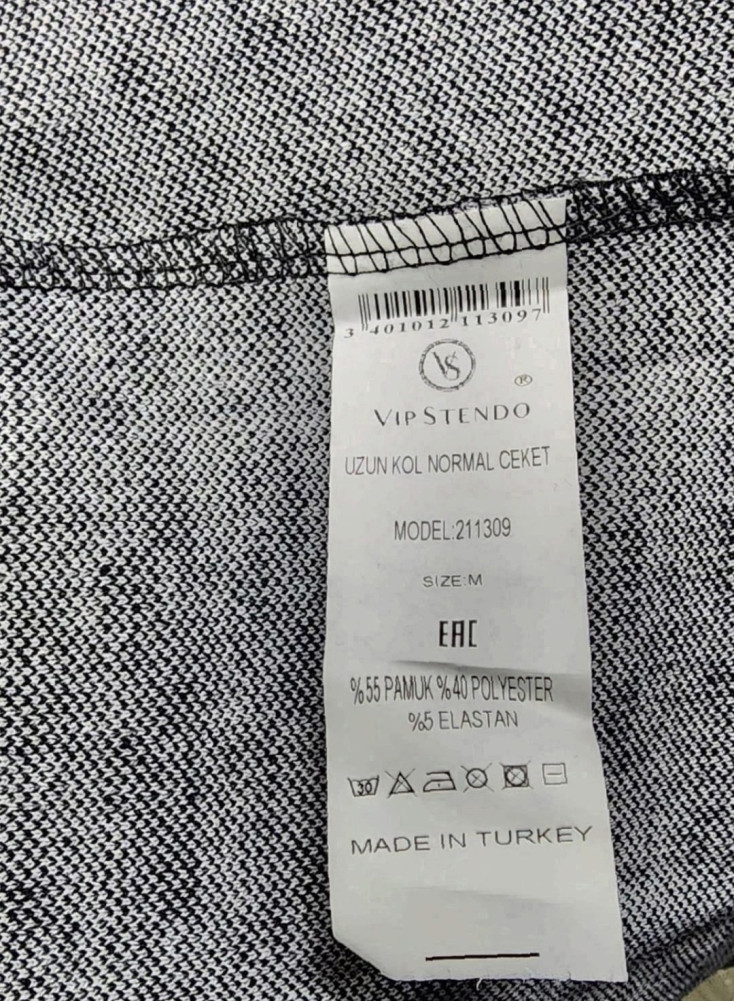 3 401012 113097
VS
®
VIP STENDO
UZUN KOL NORMAL CEKET
MODEL:211309
SIZE:M
EAC
%55 PAMUK %40 POLYESTER
%5 ELASTAN
30
MADE IN TURKEY